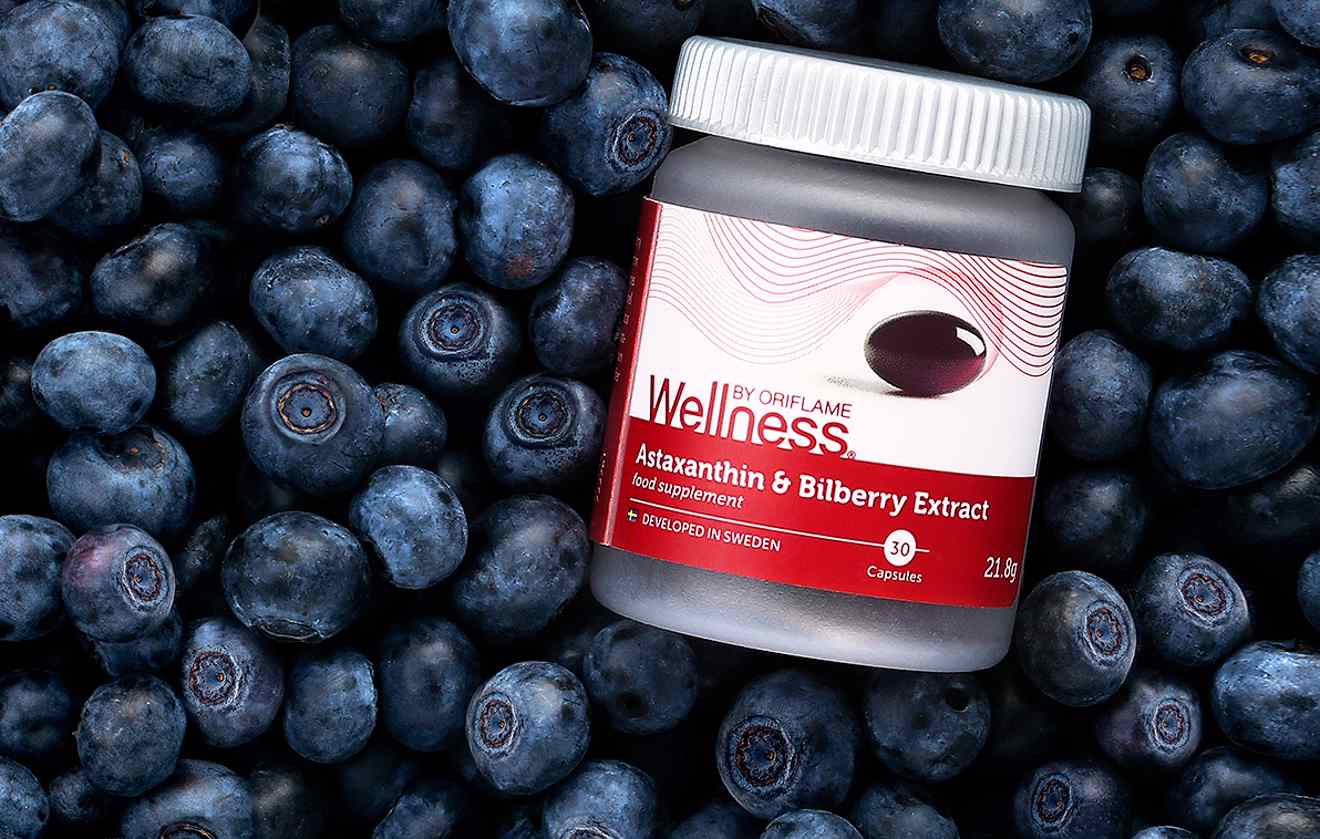 BY ORIFLAME
Wellness®
Astaxanthin & Bilberry Extract
food supplement
DEVELOPED IN SWEDEN
30
Capsules
21.8g